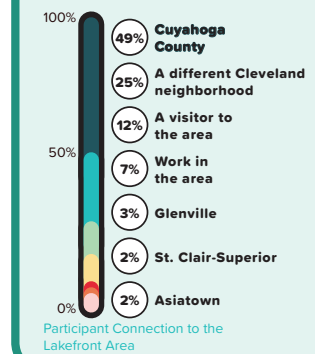 100%
49% Cuyahoga
County
25% A different Cleveland
neighborhood
12% A visitor to
the area
50%
7% Work in
the area
3% Glenville
2% St. Clair-Superior
2% Asiatown
0%
Participant Connection to the
Lakefront Area